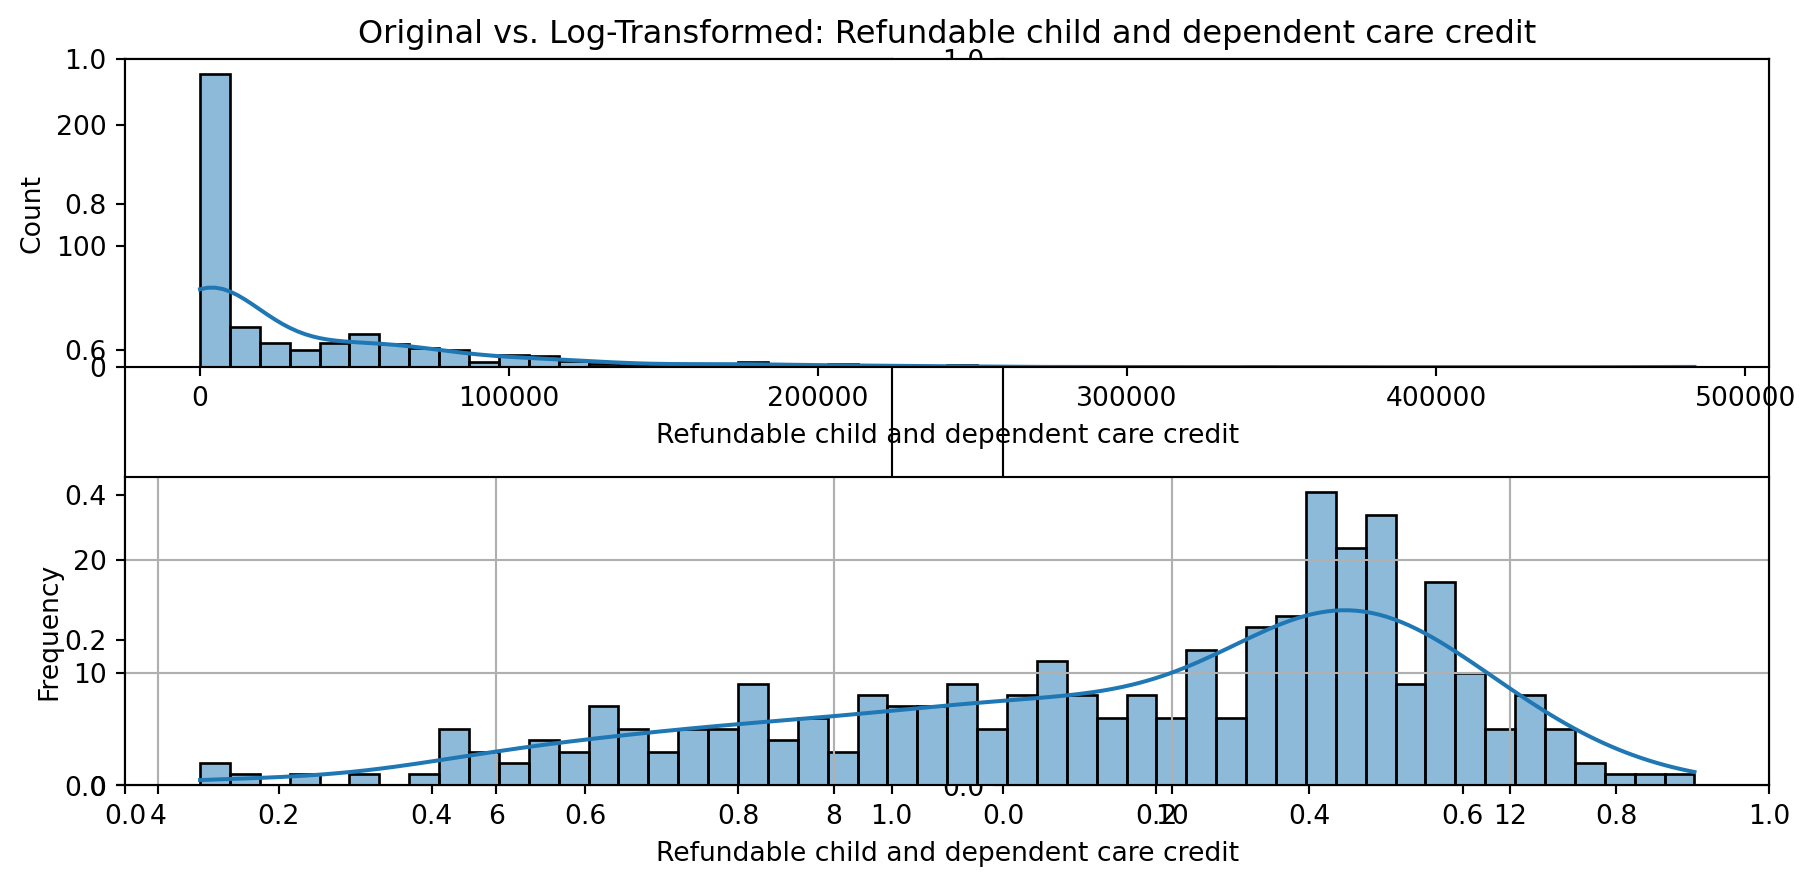 Original vs. Log-Transformed: Refundable child and dependent care credit
1.0
1.0
200
Count
0.8
100
0.6
0
0 100000 200000 300000 400000 500000
Refundable child and dependent care credit
0.4
20
Frequency
0.2
10
0.0
0.0
0.0 4 0.2 0.4 6 0.6 0.8 8 1.0 0.0 0.2 10 0.4 0.6 12 0.8 1.0
Refundable child and dependent care credit